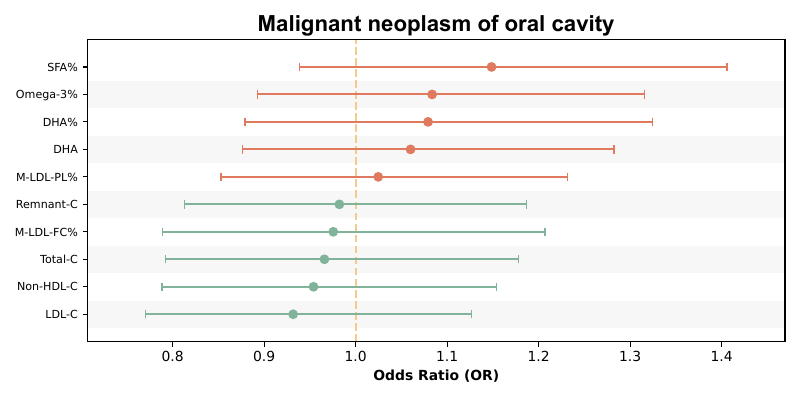 Malignant neoplasm of oral cavity
SFA%
Omega-3%
DHA%
DHA
M-LDL-PL%
Remnant-C
M-LDL-FC%
Total-C
Non-HDL-C
LDL-C
0.8 0.9 1.0 1.1 1.2 1.3 1.4
Odds Ratio (OR)